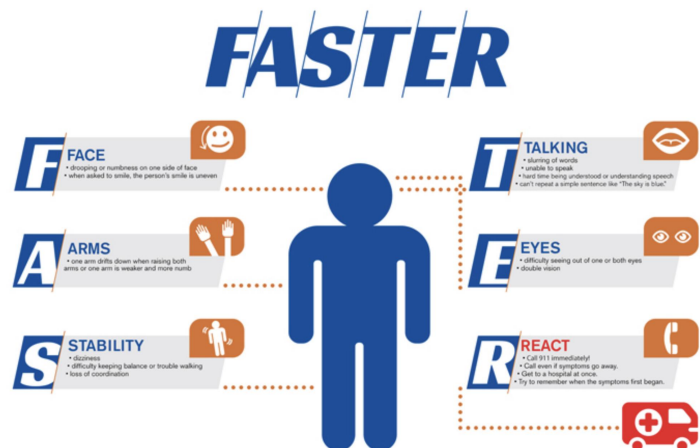 FASTER
F
FACE
• drooping or numbness on one side of face
• when asked to smile, the person's smile is uneven
A
ARMS
• one arm drifts down when raising both
arms or one arm is weaker and more numb
S
STABILITY
• dizziness
• difficulty keeping balance or trouble walking
• loss of coordination
T
TALKING
• slurring of words
• unable to speak
• hard time being understood or understanding speech
• can't repeat a simple sentence like "The sky is blue."
E
EYES
• difficulty seeing out of one or both eyes
• double vision
R
REACT
• Call 911 immediately!
• Call even if symptoms go away.
• Get to a hospital at once.
• Try to remember when the symptoms first began.